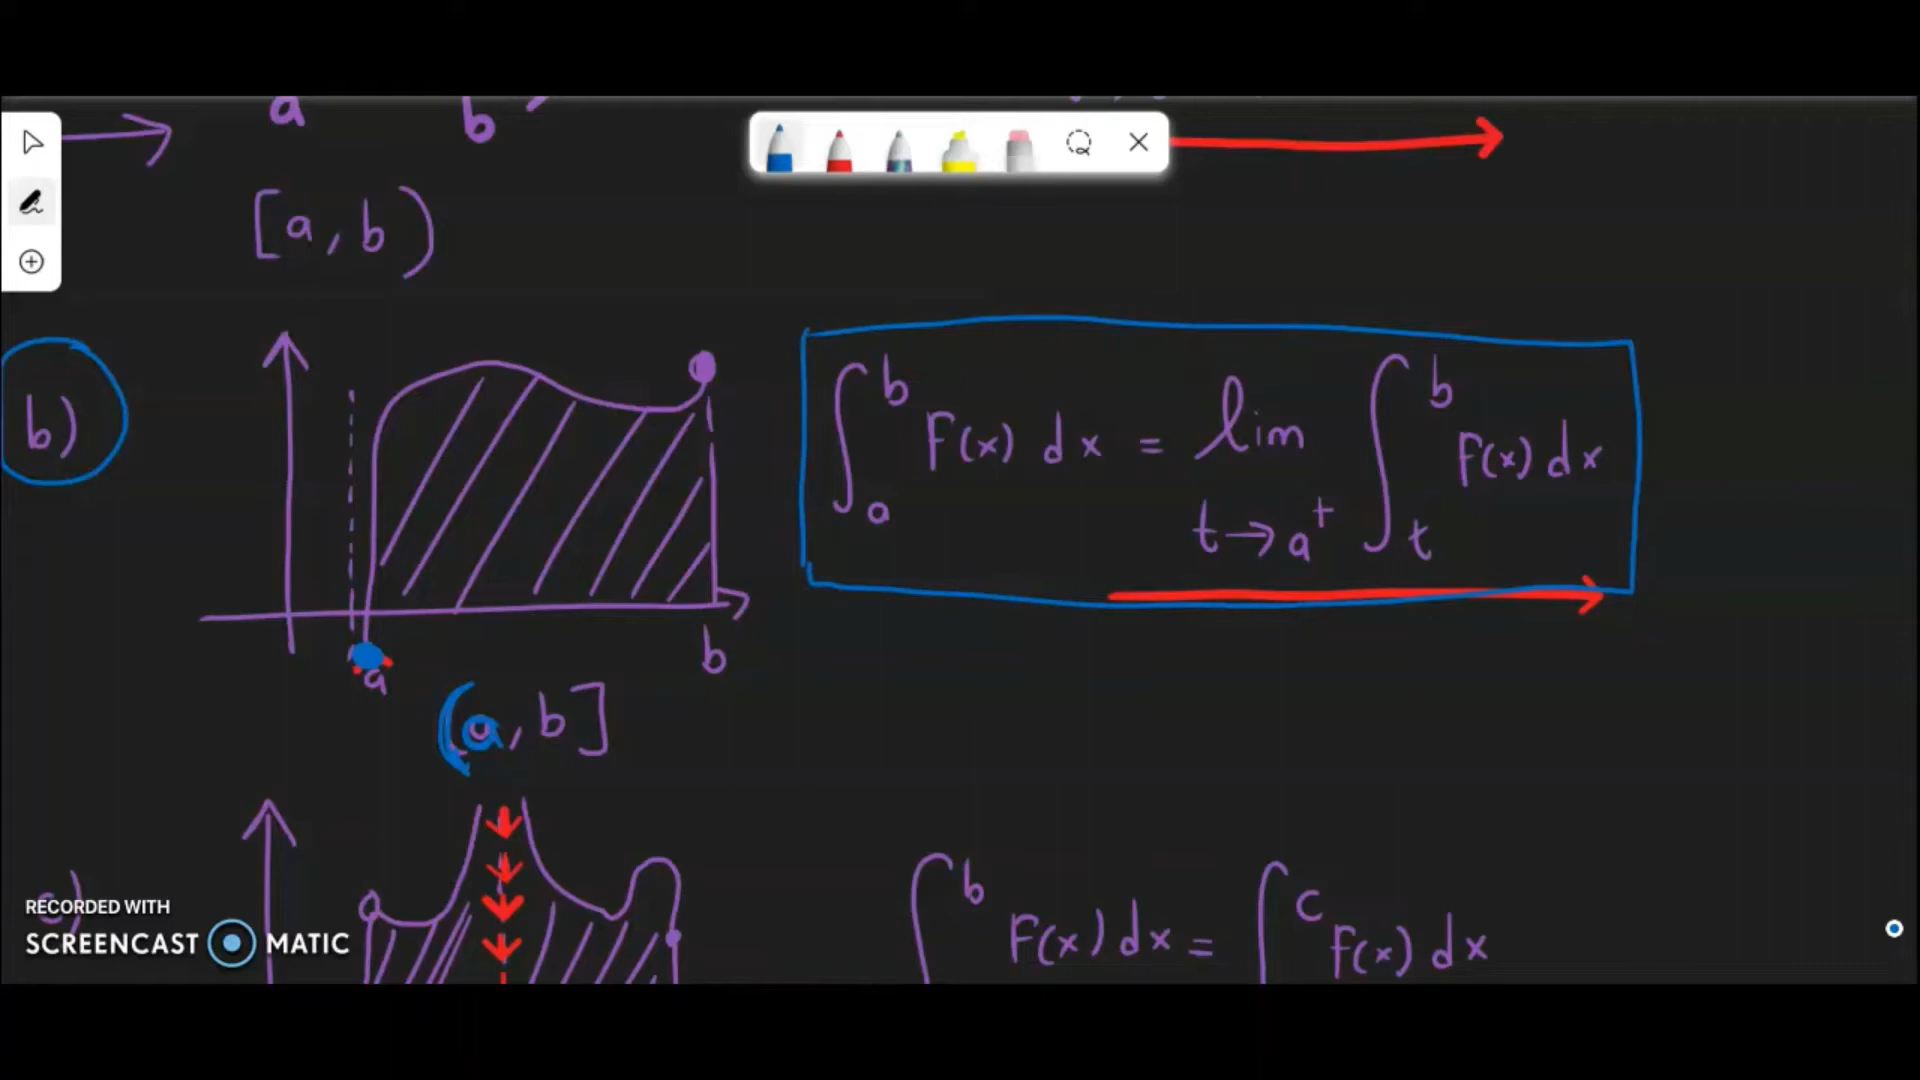 a b
[a, b)
b)
∫_a^b F(x) dx = lim_{t→a⁺} ∫_t^b F(x) dx
a
b
(a, b]
c)
∫^b F(x) dx = ∫^c F(x) dx
RECORDED WITH
SCREENCAST MATIC